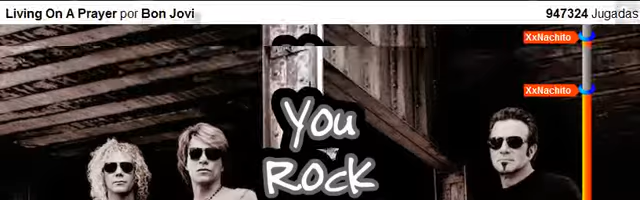 Living On A Prayer por Bon Jovi 947324 Jugadas
XxNachito
XxNachito
You
Rock